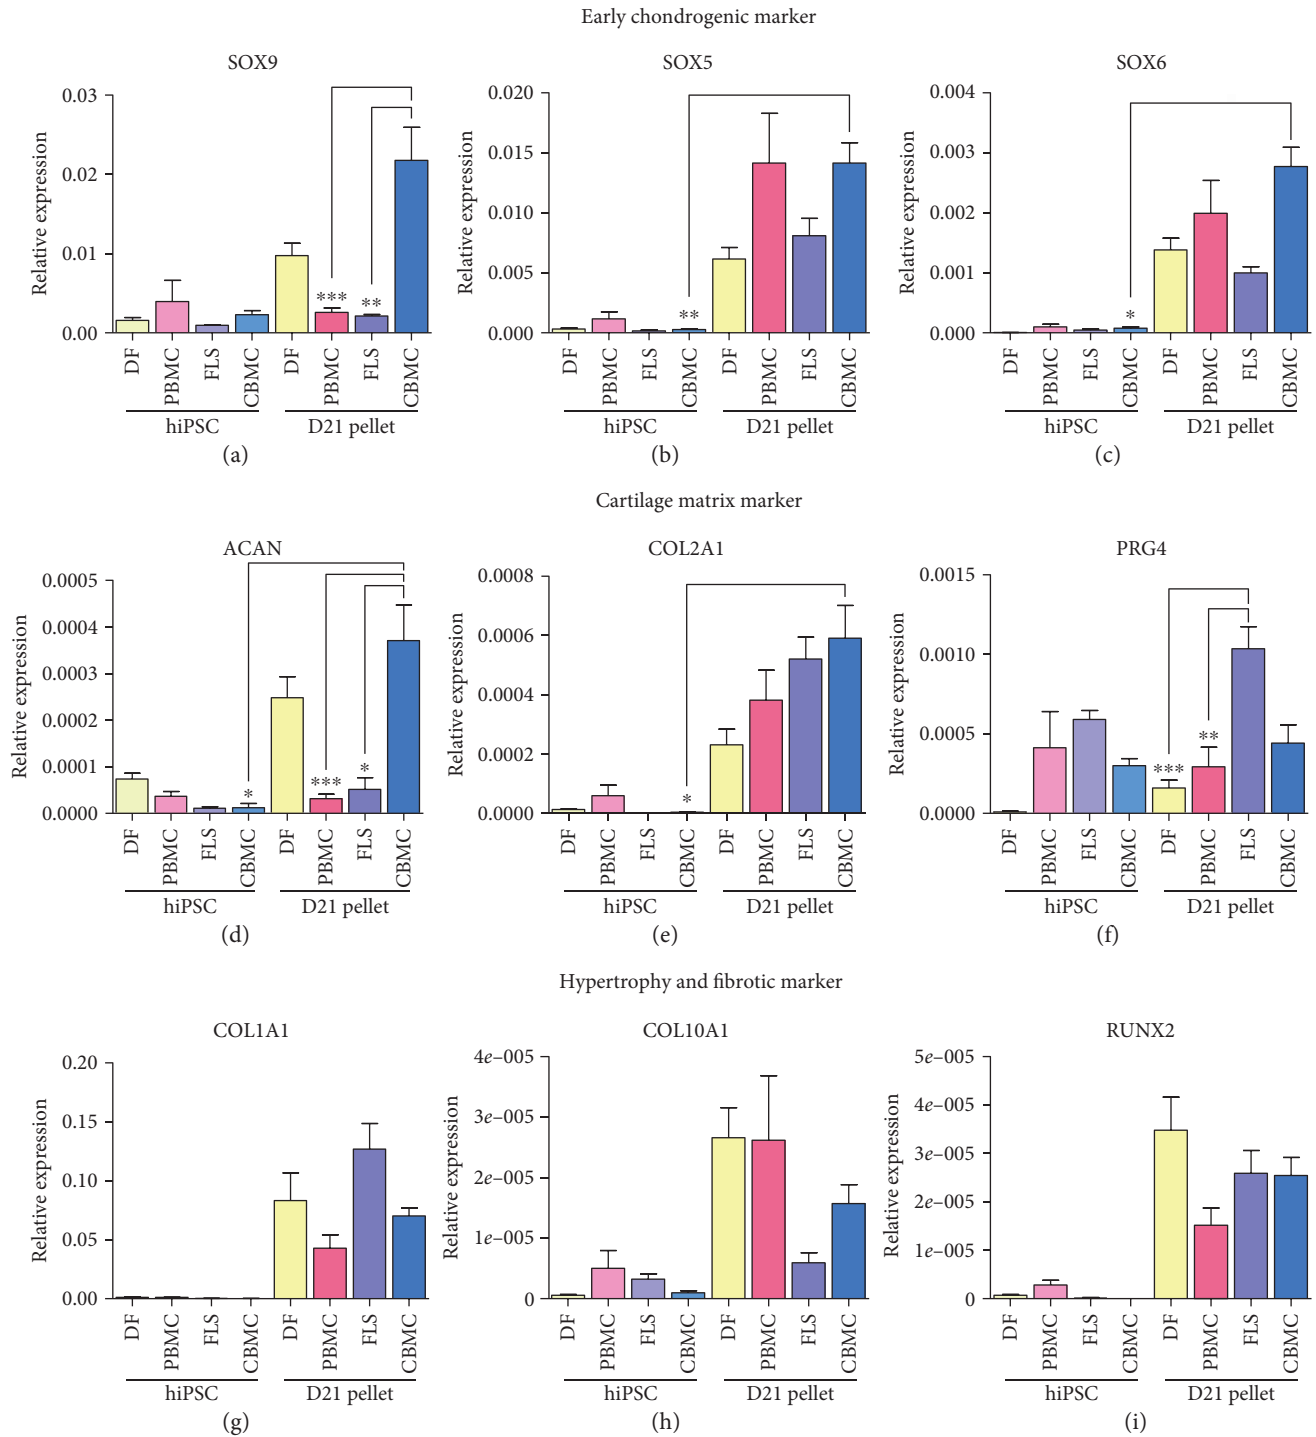 Early chondrogenic marker
SOX9
SOX5
SOX6
Relative expression
0.03
0.02
0.01
0.00
*** **
DF PBMC FLS CBMC DF PBMC FLS CBMC
hiPSC D21 pellet
(a)
Relative expression
0.020
0.015
0.010
0.005
0.000
**
DF PBMC FLS CBMC DF PBMC FLS CBMC
hiPSC D21 pellet
(b)
Relative expression
0.004
0.003
0.002
0.001
0.000
*
DF PBMC FLS CBMC DF PBMC FLS CBMC
hiPSC D21 pellet
(c)
Cartilage matrix marker
ACAN
COL2A1
PRG4
Relative expression
0.0005
0.0004
0.0003
0.0002
0.0001
0.0000
* *** *
DF PBMC FLS CBMC DF PBMC FLS CBMC
hiPSC D21 pellet
(d)
Relative expression
0.0008
0.0006
0.0004
0.0002
0.0000
*
DF PBMC FLS CBMC DF PBMC FLS CBMC
hiPSC D21 pellet
(e)
Relative expression
0.0015
0.0010
0.0005
0.0000
*** **
DF PBMC FLS CBMC DF PBMC FLS CBMC
hiPSC D21 pellet
(f)
Hypertrophy and fibrotic marker
COL1A1
COL10A1
RUNX2
Relative expression
0.20
0.15
0.10
0.05
0.00
DF PBMC FLS CBMC DF PBMC FLS CBMC
hiPSC D21 pellet
(g)
Relative expression
4e–005
3e–005
2e–005
1e–005
0
DF PBMC FLS CBMC DF PBMC FLS CBMC
hiPSC D21 pellet
(h)
Relative expression
5e–005
4e–005
3e–005
2e–005
1e–005
0
DF PBMC FLS CBMC DF PBMC FLS CBMC
hiPSC D21 pellet
(i)